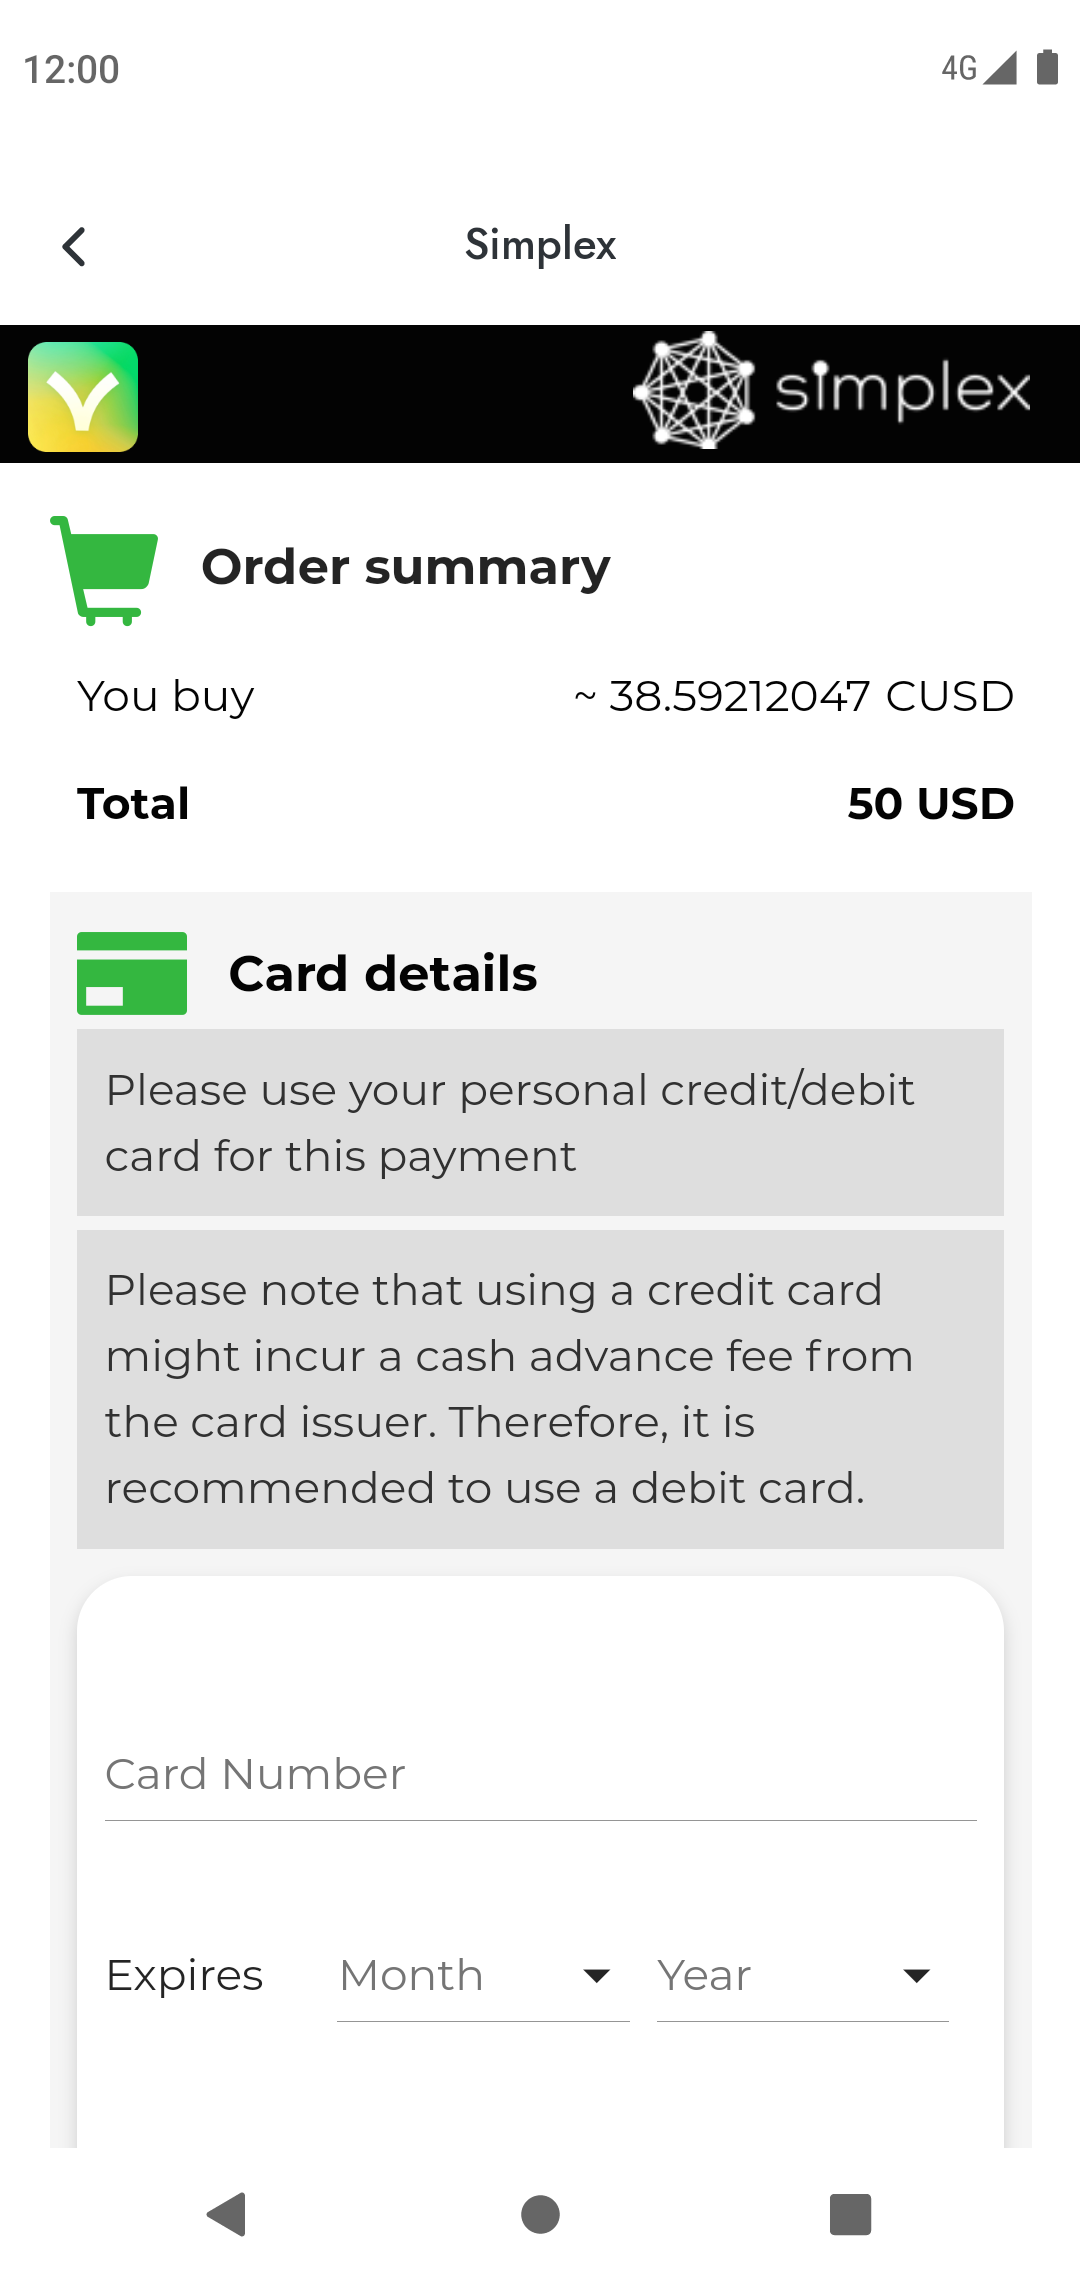 12:00 4G
Simplex
simplex
Order summary
You buy ~ 38.59212047 CUSD
Total 50 USD
Card details
Please use your personal credit/debit
card for this payment
Please note that using a credit card
might incur a cash advance fee from
the card issuer. Therefore, it is
recommended to use a debit card.
Card Number
Expires Month Year